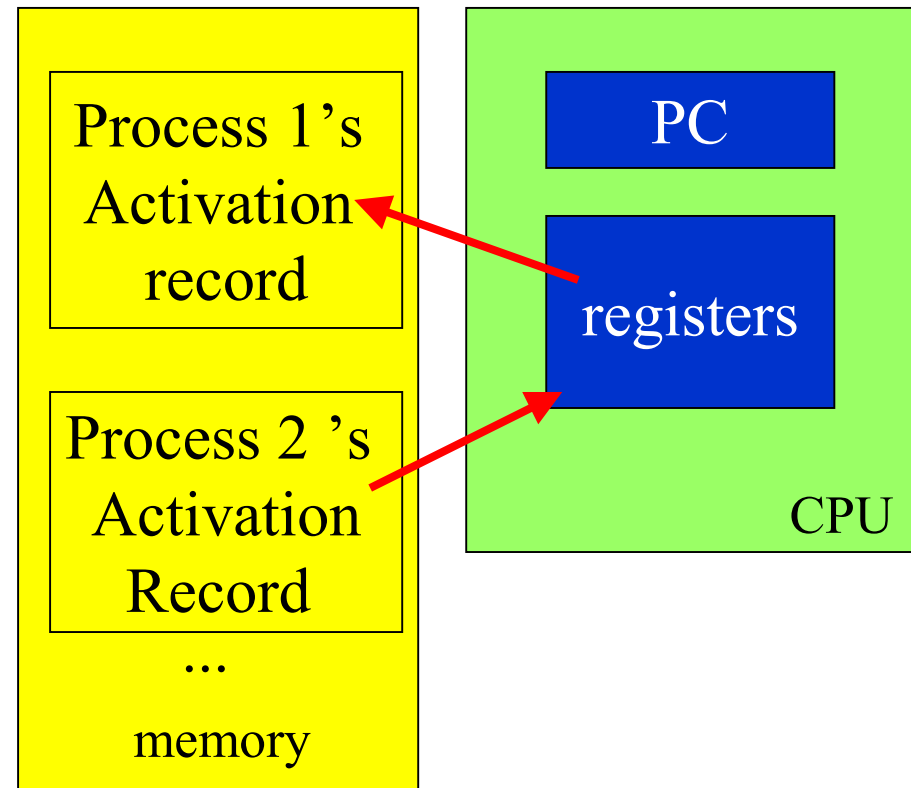 Process 1’s
Activation
record
Process 2 ’s
Activation
Record
...
memory
PC
registers
CPU